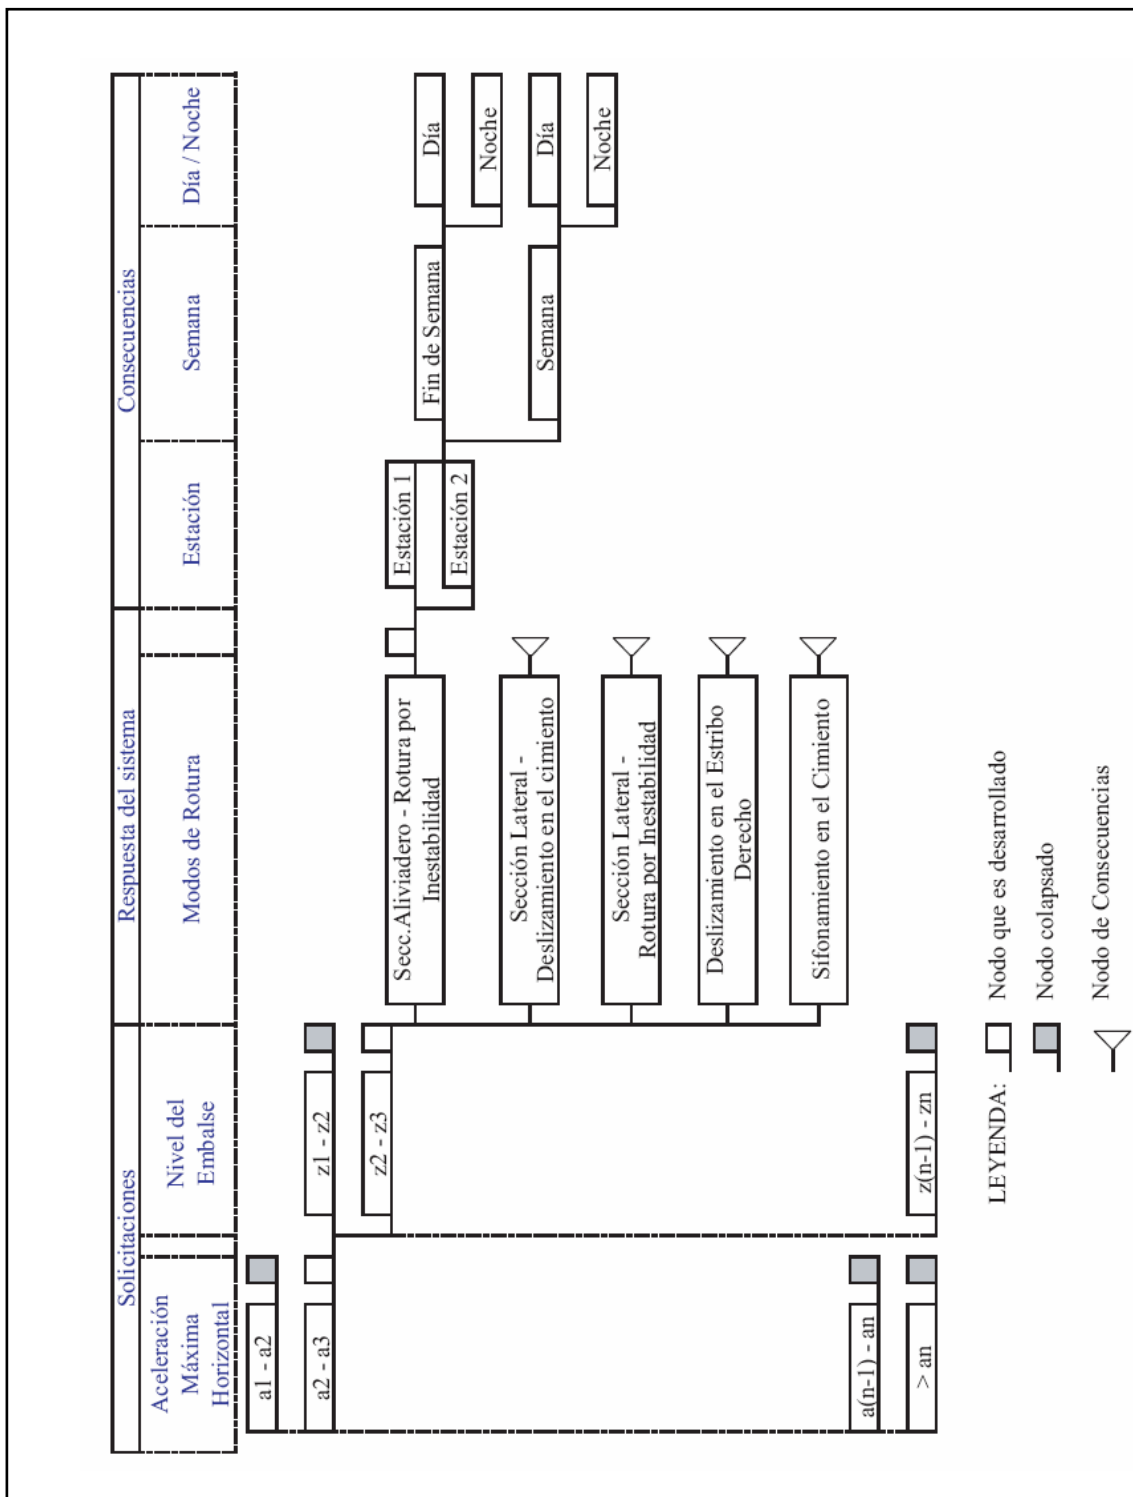 Solicitaciones
Respuesta del sistema
Consecuencias
Aceleración
Máxima
Horizontal
Nivel del
Embalse
Modos de Rotura
Estación
Semana
Día / Noche
a1 - a2
a2 - a3
a(n-1) - an
> an
z1 - z2
z2 - z3
z(n-1) - zn
Secc.Aliviadero - Rotura por
Inestabilidad
Sección Lateral -
Deslizamiento en el cimiento
Sección Lateral -
Rotura por Inestabilidad
Deslizamiento en el Estribo
Derecho
Sifonamiento en el Cimiento
Estación 1
Estación 2
Fin de Semana
Semana
Día
Noche
Día
Noche
LEYENDA:
Nodo que es desarrollado
Nodo colapsado
Nodo de Consecuencias